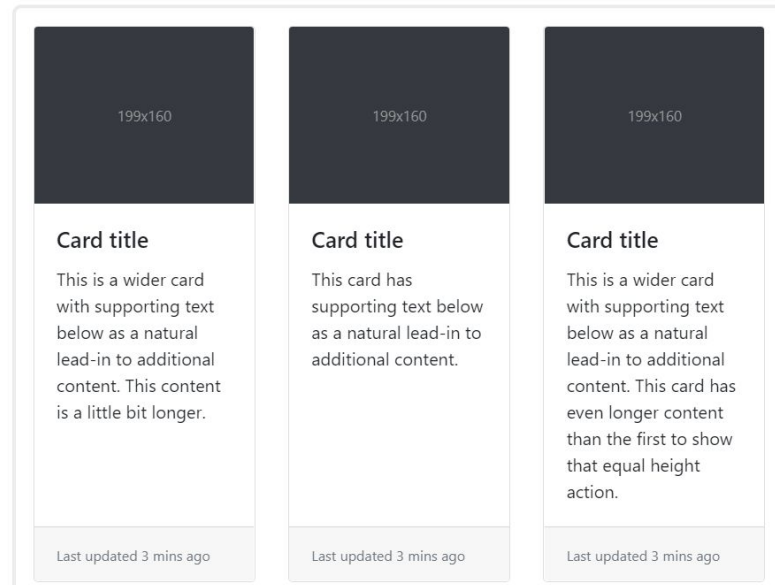 199x160
Card title
This is a wider card
with supporting text
below as a natural
lead-in to additional
content. This content
is a little bit longer.
Last updated 3 mins ago
199x160
Card title
This card has
supporting text below
as a natural lead-in to
additional content.
Last updated 3 mins ago
199x160
Card title
This is a wider card
with supporting text
below as a natural
lead-in to additional
content. This card has
even longer content
than the first to show
that equal height
action.
Last updated 3 mins ago